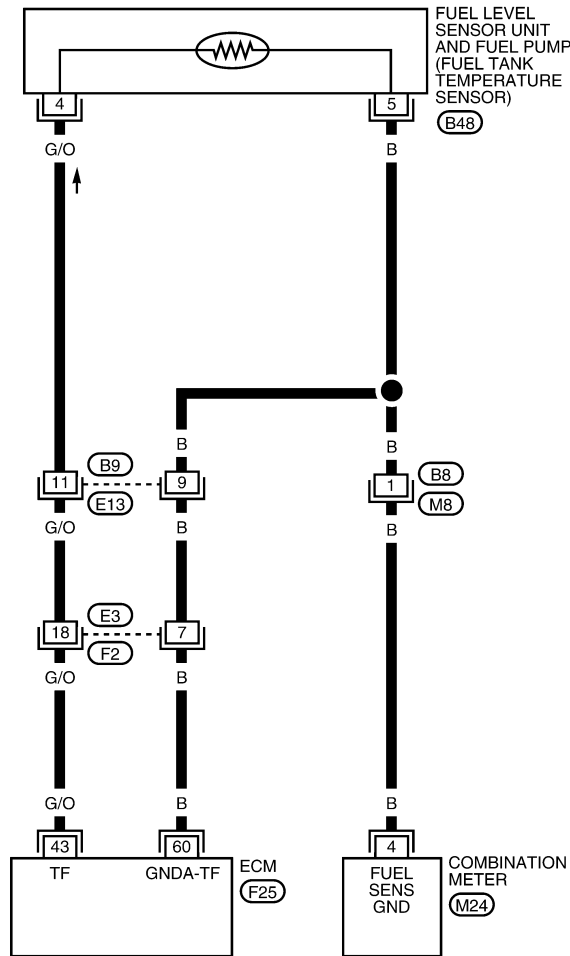 FUEL LEVEL
SENSOR UNIT
AND FUEL PUMP
(FUEL TANK
TEMPERATURE
SENSOR)
4
5
B48
G/O
B
B
B
11
B9
9
1
B8
E13
M8
G/O
B
B
18
E3
7
F2
G/O
B
G/O
B
B
43
60
4
TF
GNDA-TF
ECM
F25
FUEL
SENS
GND
COMBINATION
METER
M24